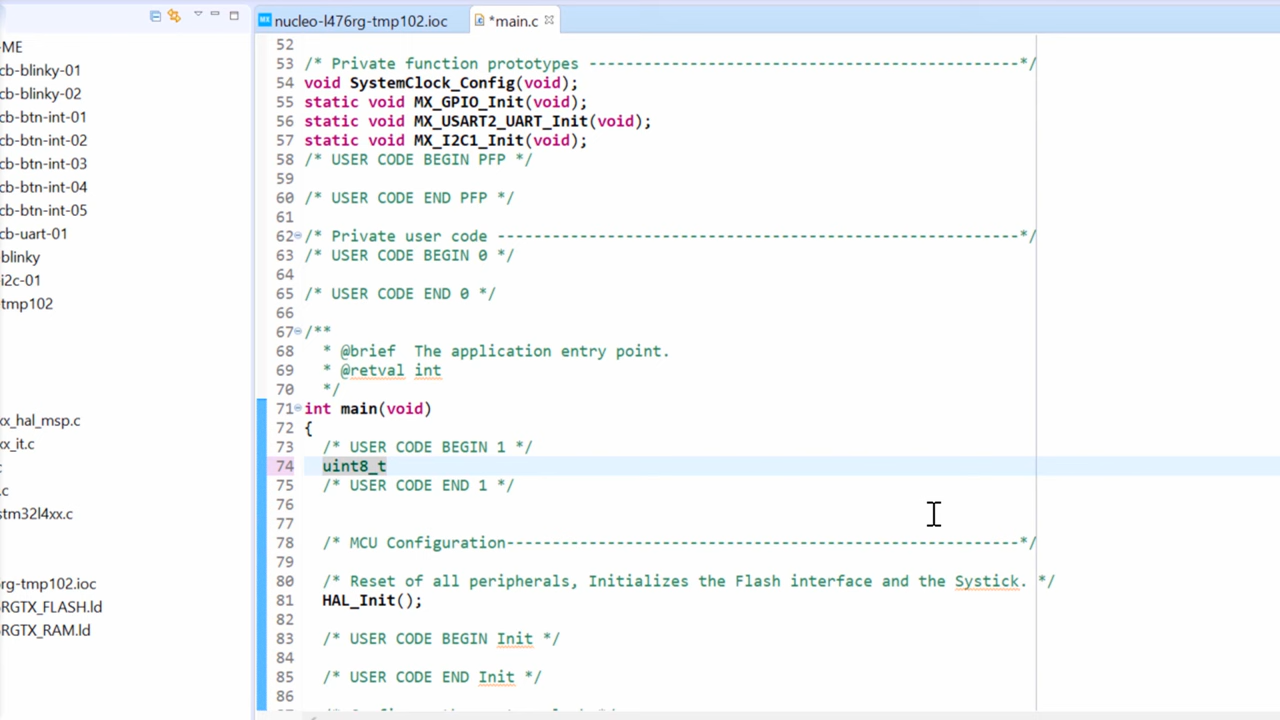 nucleo-l476rg-tmp102.ioc
*main.c
-ME
cb-blinky-01
cb-blinky-02
cb-btn-int-01
cb-btn-int-02
cb-btn-int-03
cb-btn-int-04
cb-btn-int-05
cb-uart-01
blinky
i2c-01
tmp102
xx_hal_msp.c
xx_it.c
c
.c
stm32l4xx.c
rg-tmp102.ioc
RGTX_FLASH.ld
RGTX_RAM.ld
52
53 /* Private function prototypes -----------------------------------------------*/
54 void SystemClock_Config(void);
55 static void MX_GPIO_Init(void);
56 static void MX_USART2_UART_Init(void);
57 static void MX_I2C1_Init(void);
58 /* USER CODE BEGIN PFP */
59
60 /* USER CODE END PFP */
61
62 /* Private user code ---------------------------------------------------------*/
63 /* USER CODE BEGIN 0 */
64
65 /* USER CODE END 0 */
66
67 /**
68   * @brief  The application entry point.
69   * @retval int
70   */
71 int main(void)
72 {
73   /* USER CODE BEGIN 1 */
74   uint8_t
75   /* USER CODE END 1 */
76
77
78   /* MCU Configuration--------------------------------------------------------*/
79
80   /* Reset of all peripherals, Initializes the Flash interface and the Systick. */
81   HAL_Init();
82
83   /* USER CODE BEGIN Init */
84
85   /* USER CODE END Init */
86